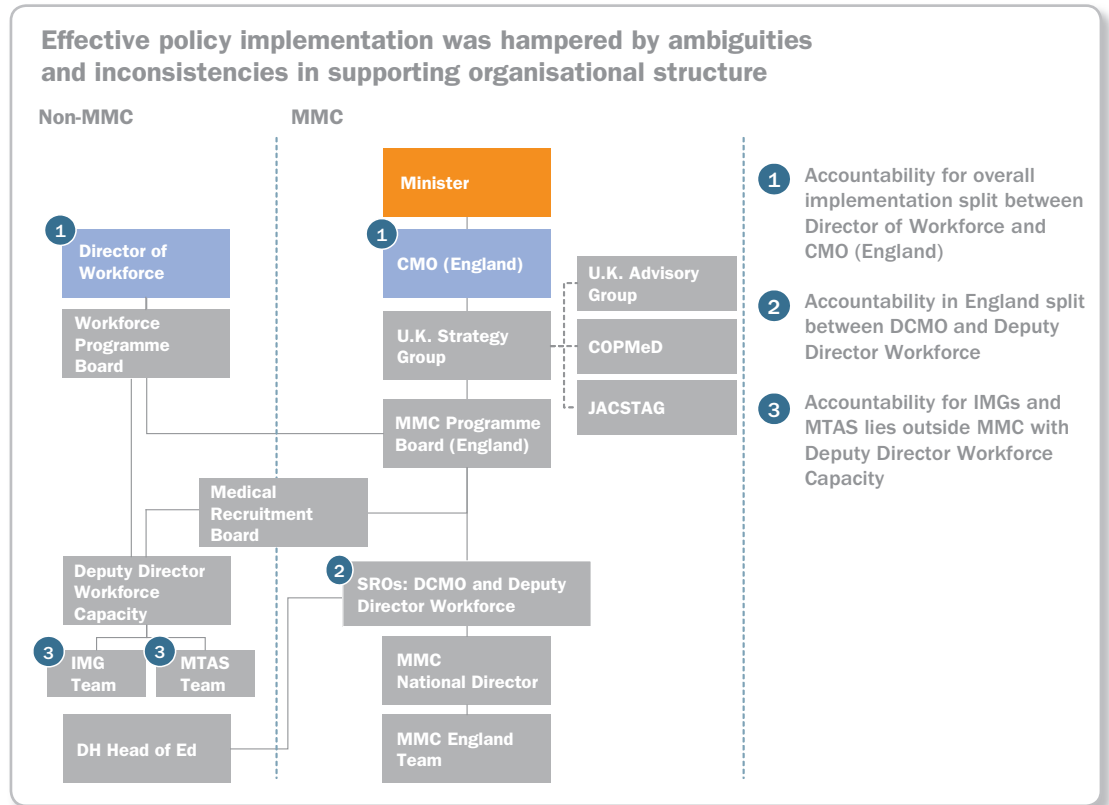 Effective policy implementation was hampered by ambiguities
and inconsistencies in supporting organisational structure
Non-MMC
MMC
Minister
1
Director of
Workforce
1
CMO (England)
U.K. Advisory
Group
Workforce
Programme
Board
U.K. Strategy
Group
COPMeD
JACSTAG
MMC Programme
Board (England)
Medical
Recruitment
Board
Deputy Director
Workforce
Capacity
2
SROs: DCMO and Deputy
Director Workforce
3
IMG
Team
3
MTAS
Team
MMC
National Director
DH Head of Ed
MMC England
Team
1
Accountability for overall
implementation split between
Director of Workforce and
CMO (England)
2
Accountability in England split
between DCMO and Deputy
Director Workforce
3
Accountability for IMGs and
MTAS lies outside MMC with
Deputy Director Workforce
Capacity